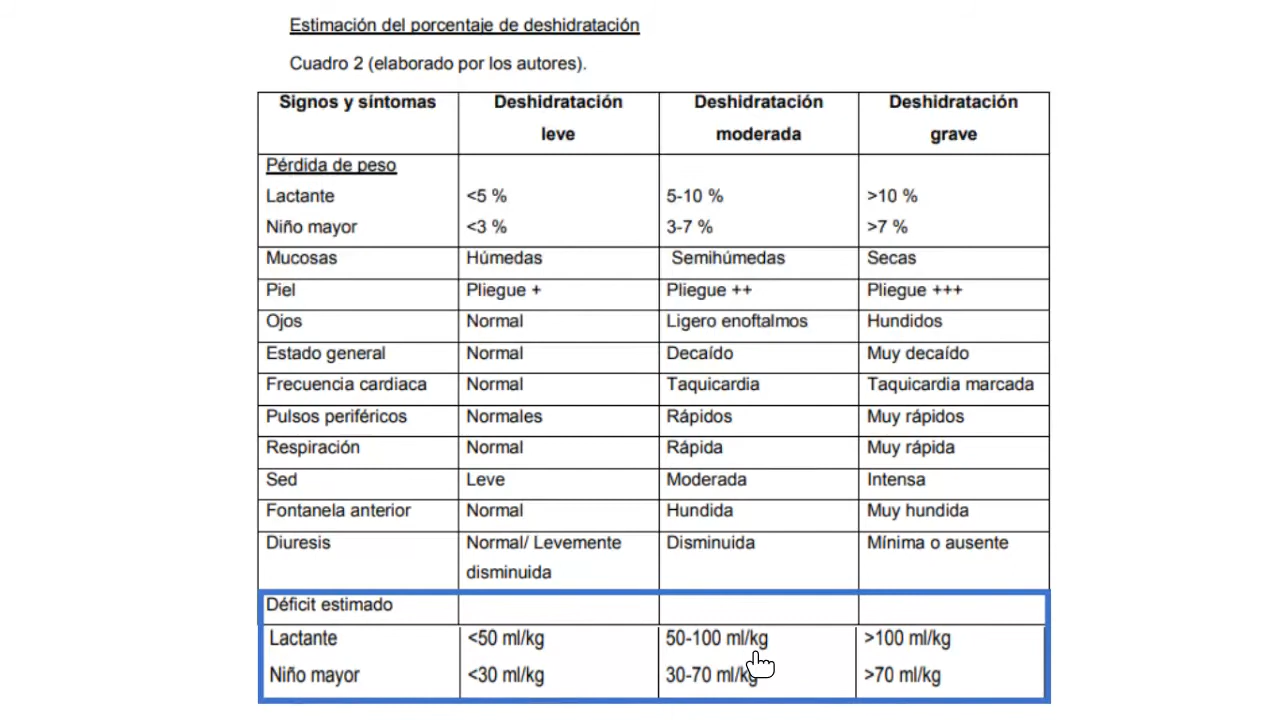 Estimación del porcentaje de deshidratación
Cuadro 2 (elaborado por los autores).
Signos y síntomas Deshidratación leve Deshidratación moderada Deshidratación grave
Pérdida de peso
Lactante <5 % 5-10 % >10 %
Niño mayor <3 % 3-7 % >7 %
Mucosas Húmedas Semihúmedas Secas
Piel Pliegue + Pliegue ++ Pliegue +++
Ojos Normal Ligero enoftalmos Hundidos
Estado general Normal Decaído Muy decaído
Frecuencia cardiaca Normal Taquicardia Taquicardia marcada
Pulsos periféricos Normales Rápidos Muy rápidos
Respiración Normal Rápida Muy rápida
Sed Leve Moderada Intensa
Fontanela anterior Normal Hundida Muy hundida
Diuresis Normal/ Levemente disminuida Disminuida Mínima o ausente
Déficit estimado
Lactante <50 ml/kg 50-100 ml/kg >100 ml/kg
Niño mayor <30 ml/kg 30-70 ml/kg >70 ml/kg